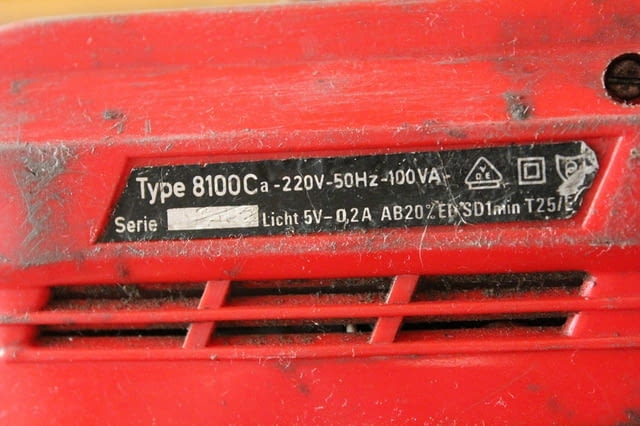 Type 8100Ca-220V-50Hz-100VA-
Serie Licht 5V-0,2A AB20%ED SD1min T25/E